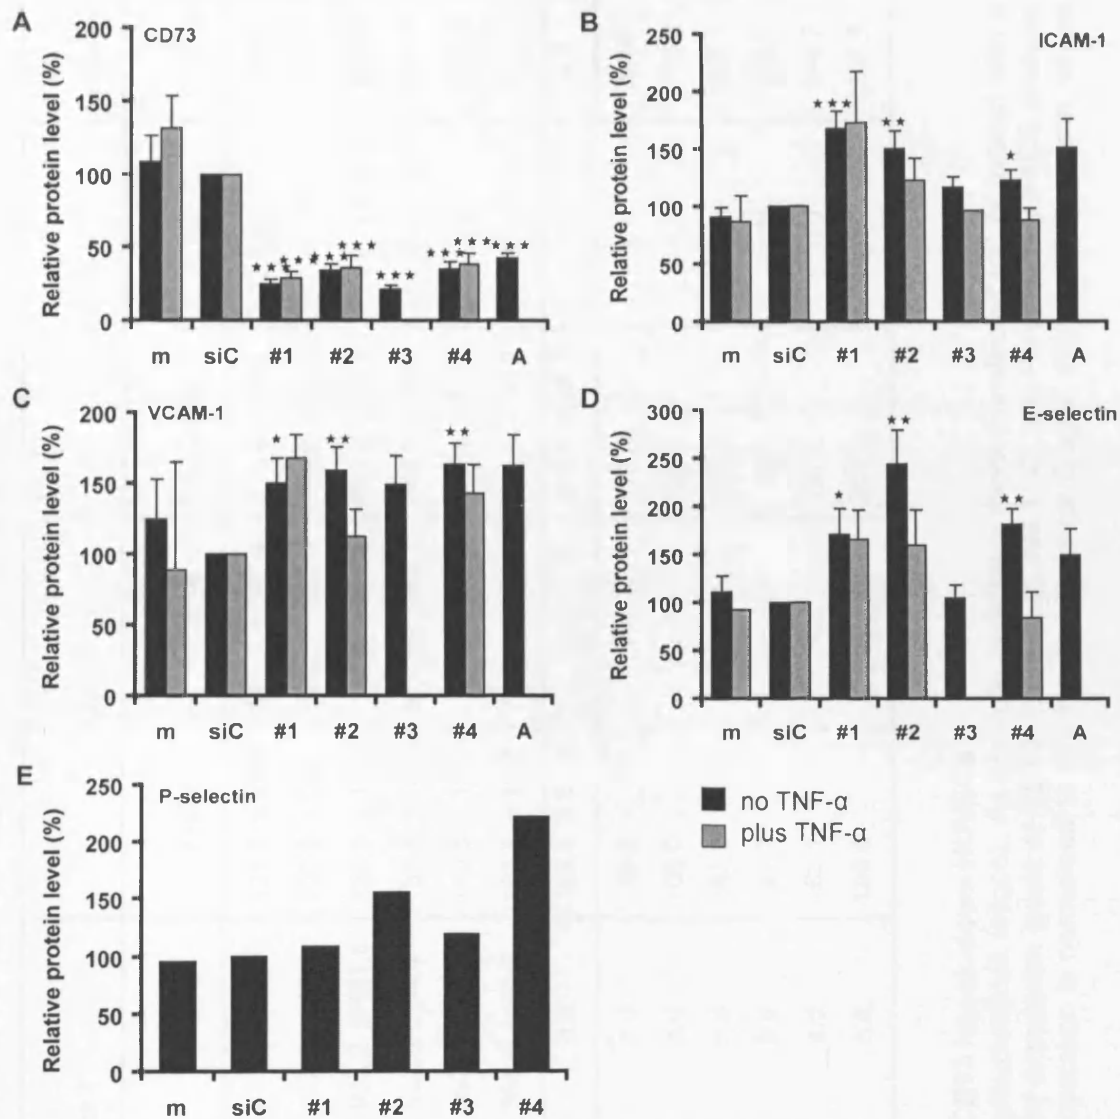 A
CD73
Relative protein level (%)
200
150
100
50
0
★★★ ★★★ ★★★ ★★★ ★★★ ★★★ ★★★ ★★★
m siC #1 #2 #3 #4 A
B
ICAM-1
Relative protein level (%)
250
200
150
100
50
0
★★★ ★★ ★
m siC #1 #2 #3 #4 A
C
VCAM-1
Relative protein level (%)
200
150
100
50
0
★ ★★ ★★
m siC #1 #2 #3 #4 A
D
E-selectin
Relative protein level (%)
300
250
200
150
100
50
0
★ ★★ ★★
m siC #1 #2 #3 #4 A
E
P-selectin
Relative protein level (%)
250
200
150
100
50
0
m siC #1 #2 #3 #4
no TNF-α
plus TNF-α